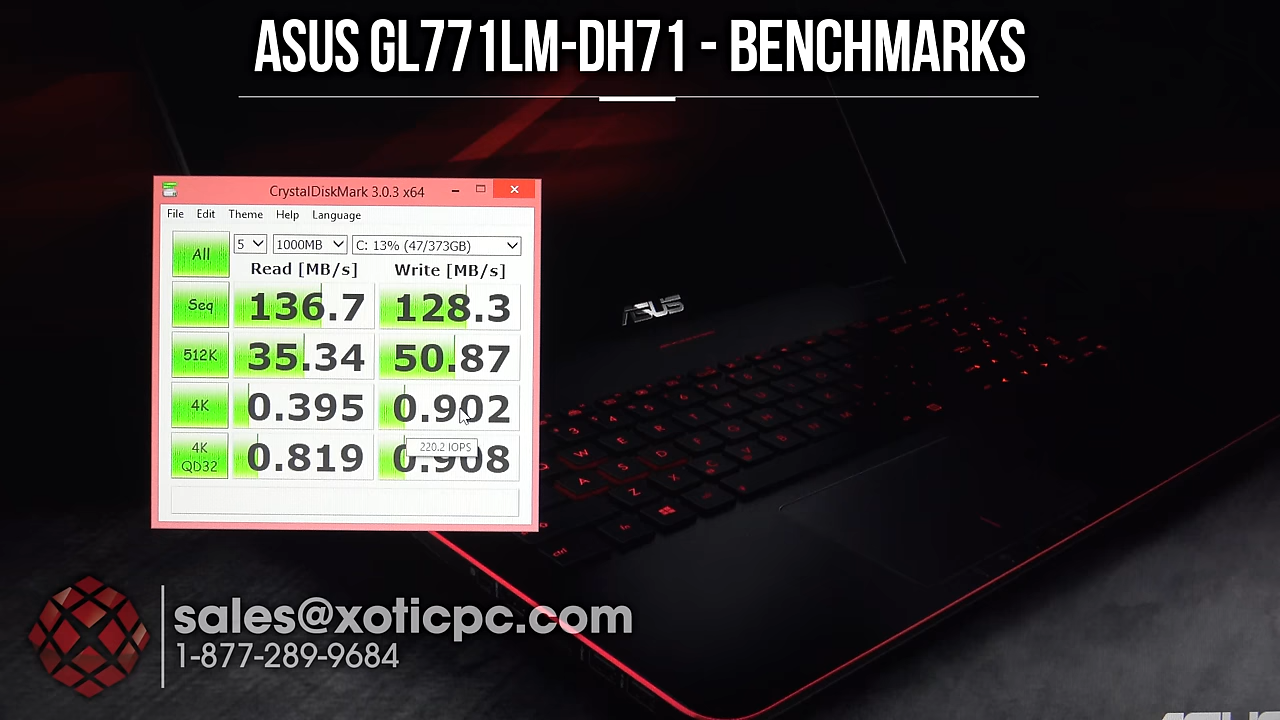 ASUS GL771LM-DH71 - BENCHMARKS
CrystalDiskMark 3.0.3 x64
File Edit Theme Help Language
All 5 1000MB C: 13% (47/373GB)
Read [MB/s] Write [MB/s]
Seq 136.7 128.3
512K 35.34 50.87
4K 0.395 0.902
220.2 IOPS
4K QD32 0.819 0.908
ASUS
sales@xoticpc.com
1-877-289-9684
ASUS